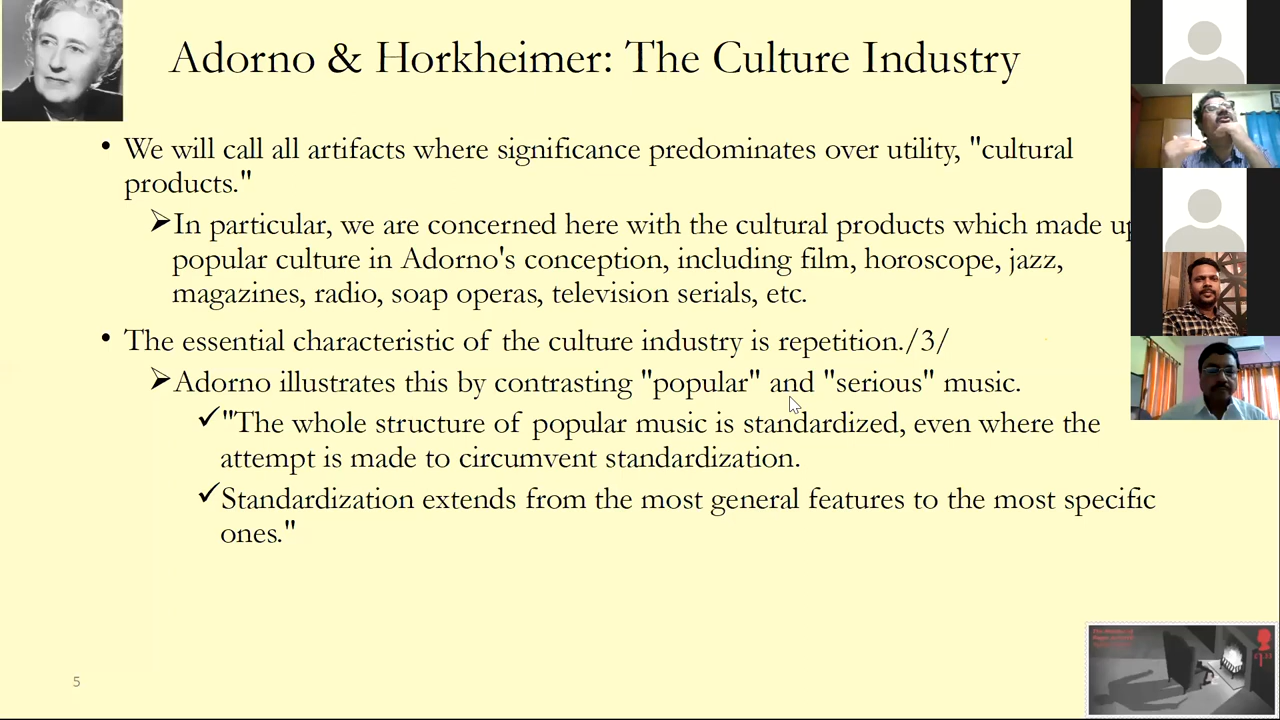 Adorno & Horkheimer: The Culture Industry
• We will call all artifacts where significance predominates over utility, "cultural
products."
➢In particular, we are concerned here with the cultural products which made up
popular culture in Adorno's conception, including film, horoscope, jazz,
magazines, radio, soap operas, television serials, etc.
• The essential characteristic of the culture industry is repetition./3/
➢Adorno illustrates this by contrasting "popular" and "serious" music.
✓"The whole structure of popular music is standardized, even where the
attempt is made to circumvent standardization.
✓Standardization extends from the most general features to the most specific
ones."
5